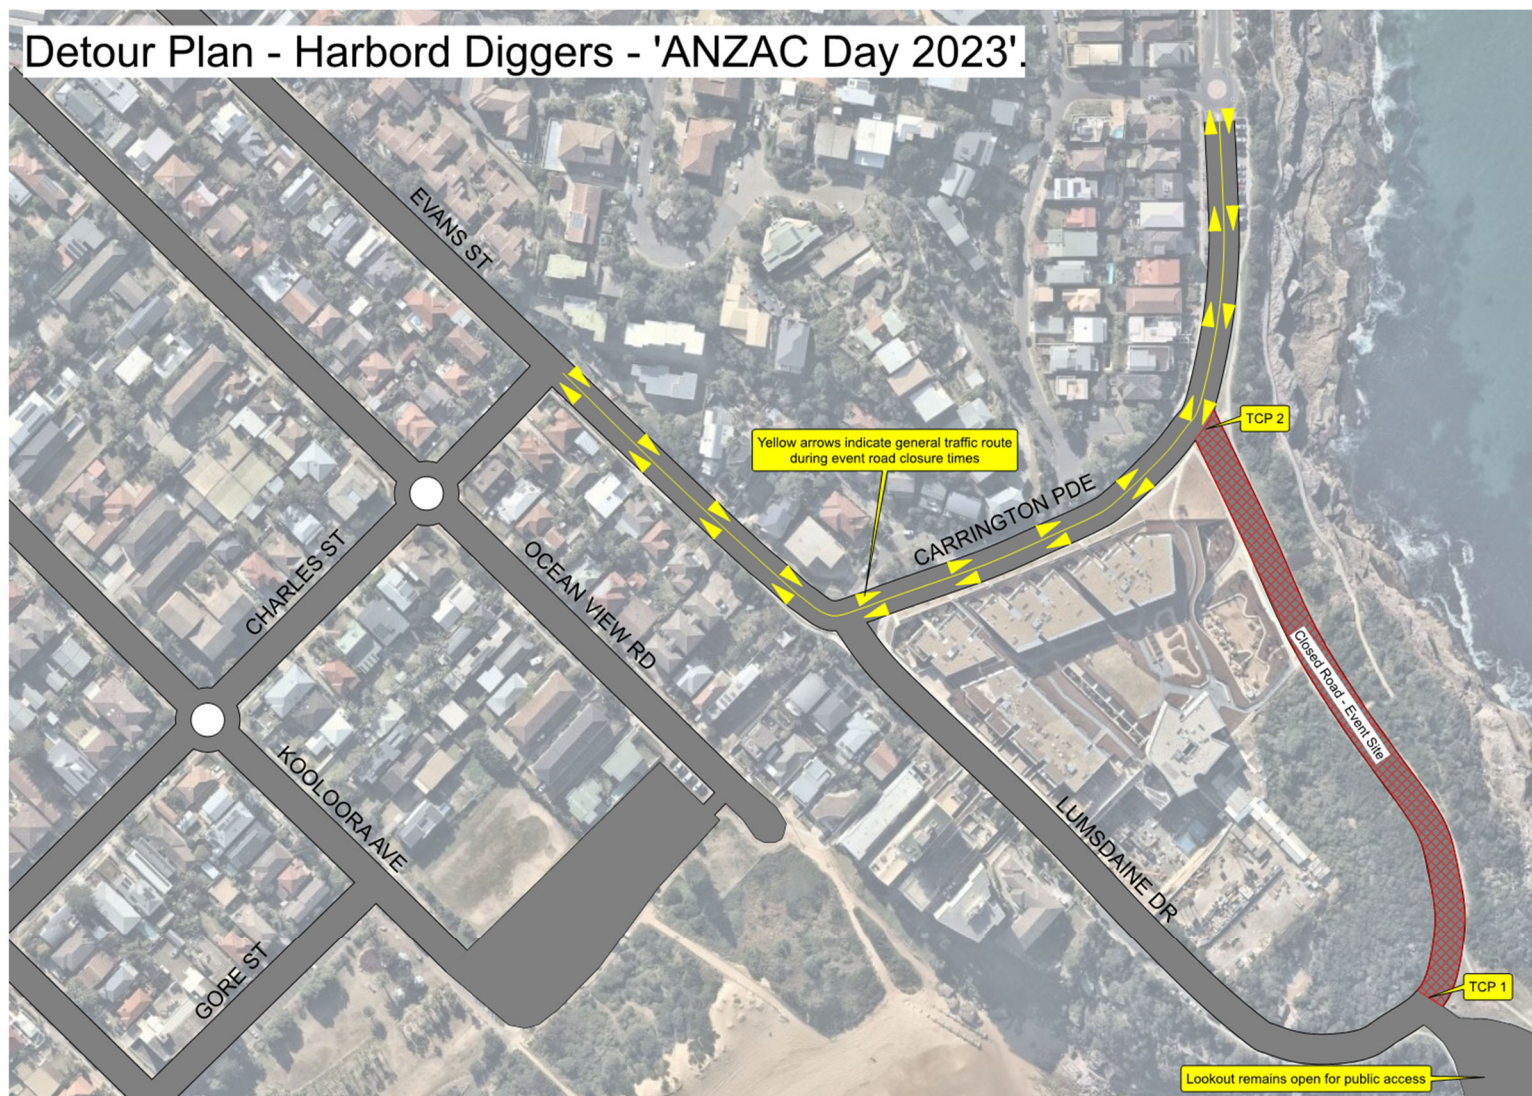 Detour Plan - Harbord Diggers - 'ANZAC Day 2023'.
EVANS ST
TCP 2
Yellow arrows indicate general traffic route
during event road closure times
CARRINGTON PDE
CHARLES ST
OCEAN VIEW RD
Closed Road - Event Site
KOOLOORA AVE
LUMSDAINE DR
GORE ST
TCP 1
Lookout remains open for public access